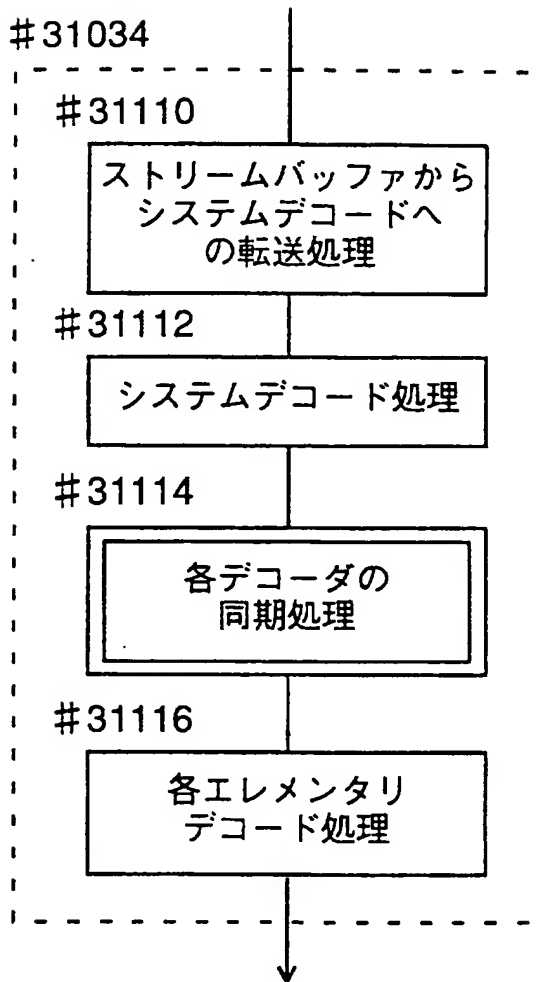 #31034
#31110
ストリームバッファから
システムデコードへ
の転送処理
#31112
システムデコード処理
#31114
各デコーダの
同期処理
#31116
各エレメンタリ
デコード処理